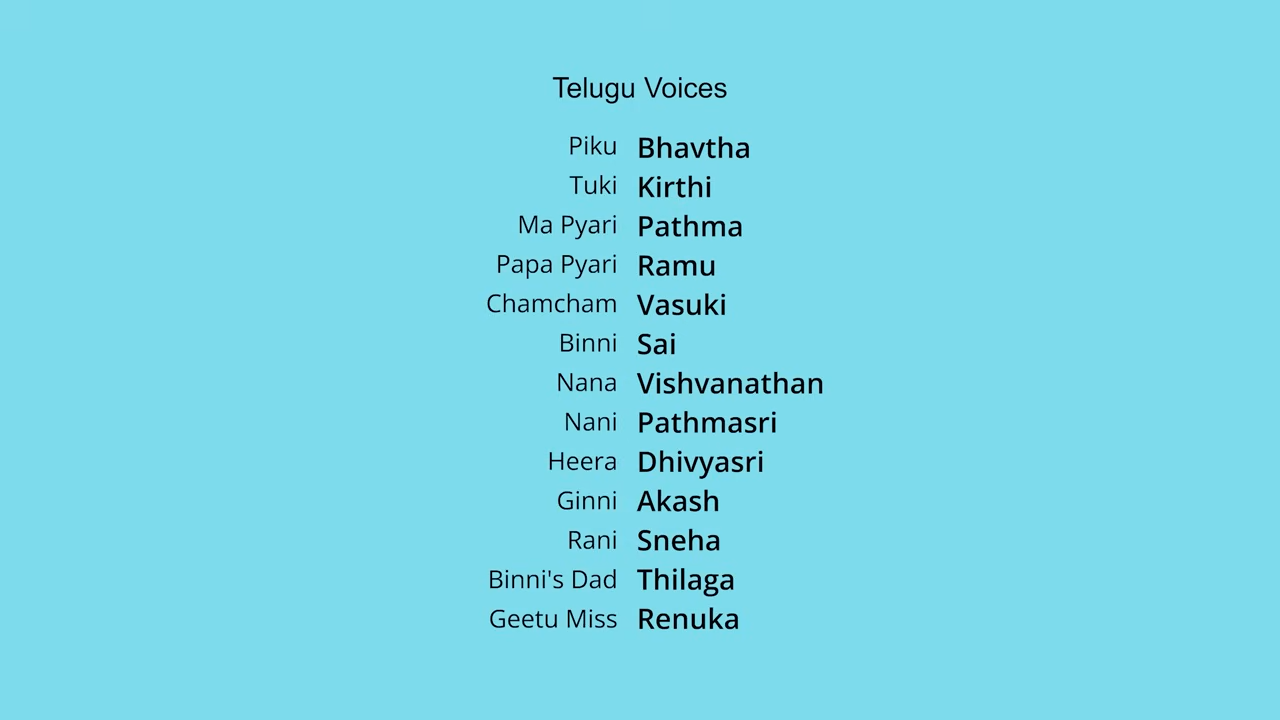 Telugu Voices
Piku Bhavtha
Tuki Kirthi
Ma Pyari Pathma
Papa Pyari Ramu
Chamcham Vasuki
Binni Sai
Nana Vishvanathan
Nani Pathmasri
Heera Dhivyasri
Ginni Akash
Rani Sneha
Binni's Dad Thilaga
Geetu Miss Renuka